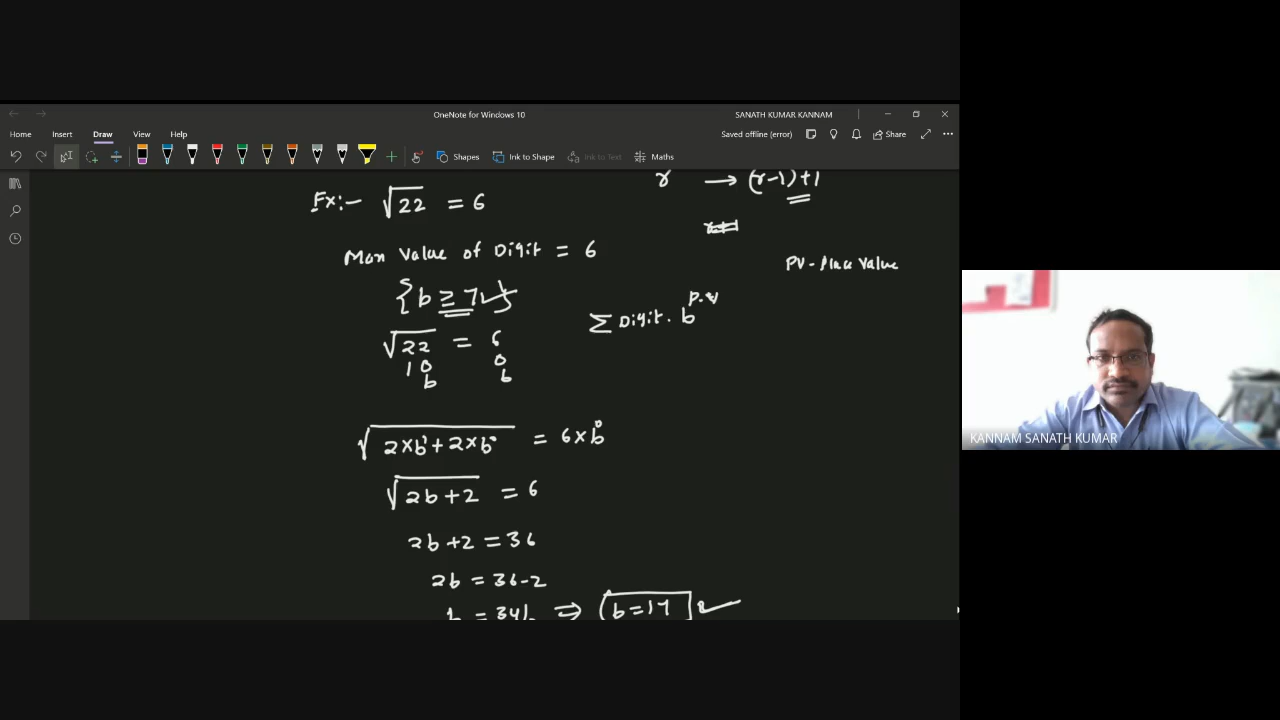 OneNote for Windows 10
SANATH KUMAR KANNAM
Home Insert Draw View Help
Saved offline (error) Share
Shapes Ink to Shape Ink to Text Maths
Ex:- √22 = 6
r → (r-1)+1
Max Value of Digit = 6
PV - Place Value
{b ≥ 7}
Σ Digit. b^p.v
√22 = 6
1 0 0
b b
√2×b¹+2×b⁰ = 6×b⁰
√2b+2 = 6
2b+2 = 36
2b = 36-2
b = 34/2 ⇒ b=17
KANNAM SANATH KUMAR